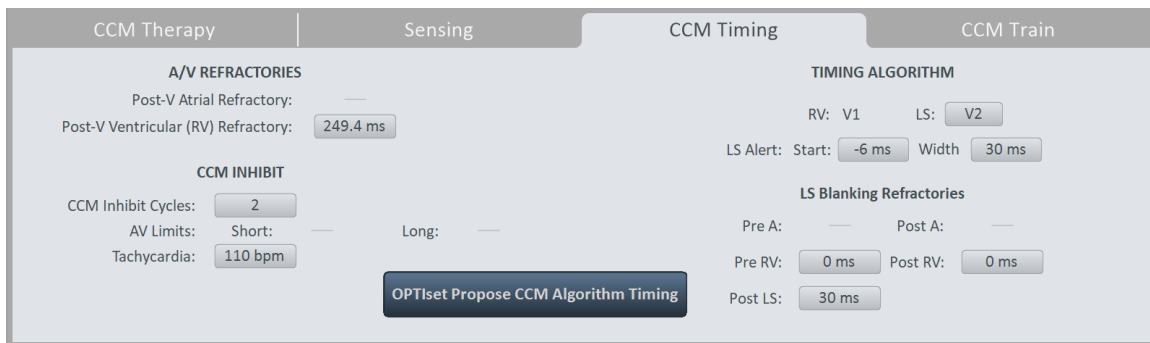 CCM Therapy
Sensing
CCM Timing
CCM Train
A/V REFRACTORIES
Post-V Atrial Refractory: —
Post-V Ventricular (RV) Refractory: 249.4 ms
CCM INHIBIT
CCM Inhibit Cycles: 2
AV Limits: Short: — Long: —
Tachycardia: 110 bpm
OPTIset Propose CCM Algorithm Timing
TIMING ALGORITHM
RV: V1 LS: V2
LS Alert: Start: -6 ms Width 30 ms
LS Blanking Refractories
Pre A: — Post A: —
Pre RV: 0 ms Post RV: 0 ms
Post LS: 30 ms